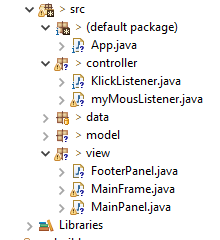 > src
> (default package)
> App.java
> controller
> KlickListener.java
> myMousListener.java
> data
> model
> view
FooterPanel.java
> MainFrame.java
> MainPanel.java
Libraries